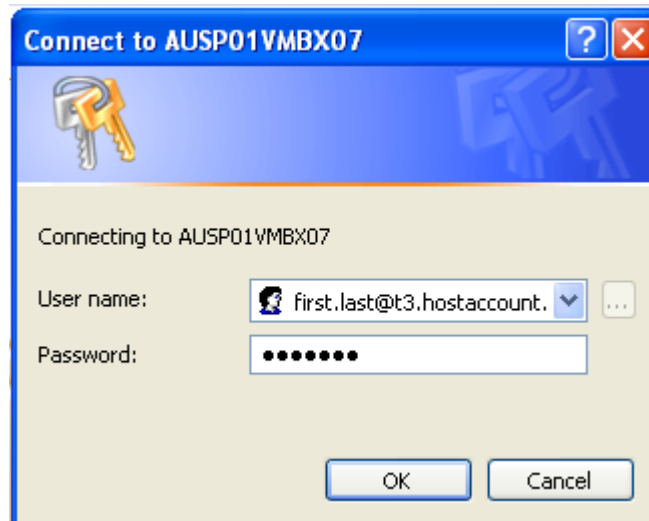 Connect to AUSP01VMBX07
?
Connecting to AUSP01VMBX07
User name:
first.last@t3.hostaccount.
...
Password:
●●●●●●●
OK
Cancel